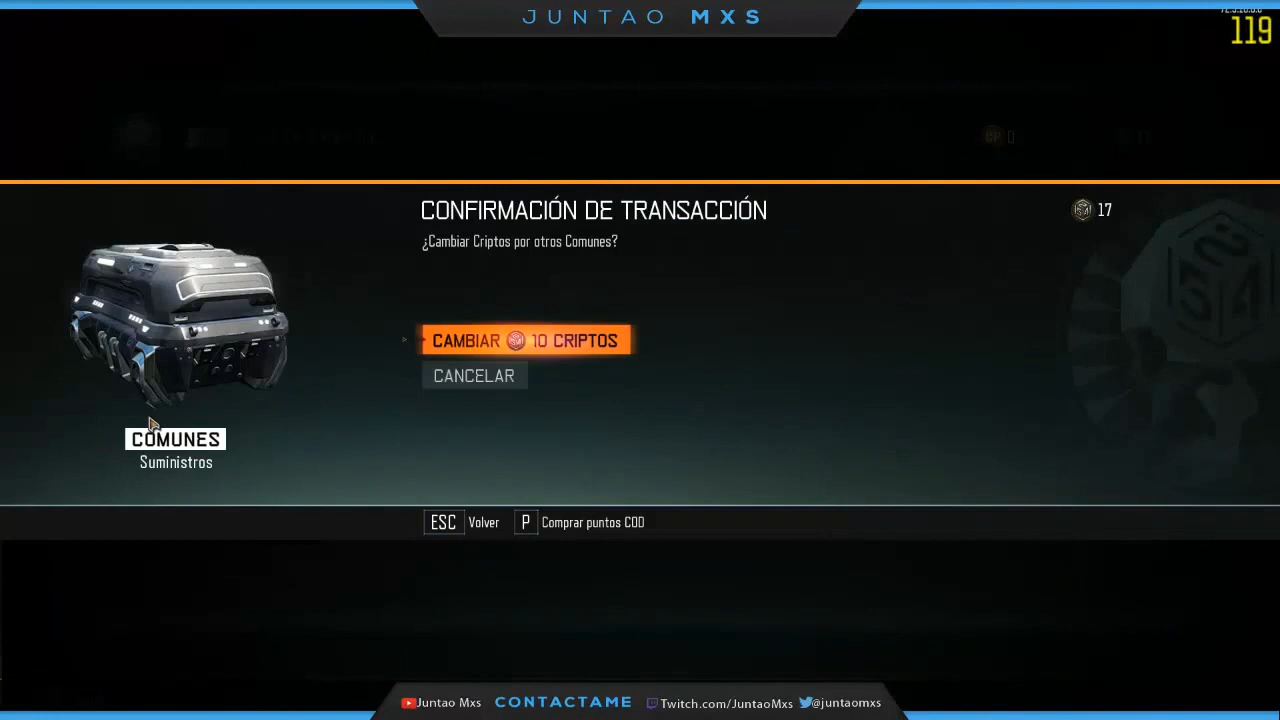 JUNTAO MXS
119
CONFIRMACIÓN DE TRANSACCIÓN
17
¿Cambiar Criptos por otros Comunes?
CAMBIAR 10 CRIPTOS
CANCELAR
COMUNES
Suministros
ESC Volver P Comprar puntos COD
Juntao Mxs CONTACTAME Twitch.com/JuntaoMxs @juntaomxs